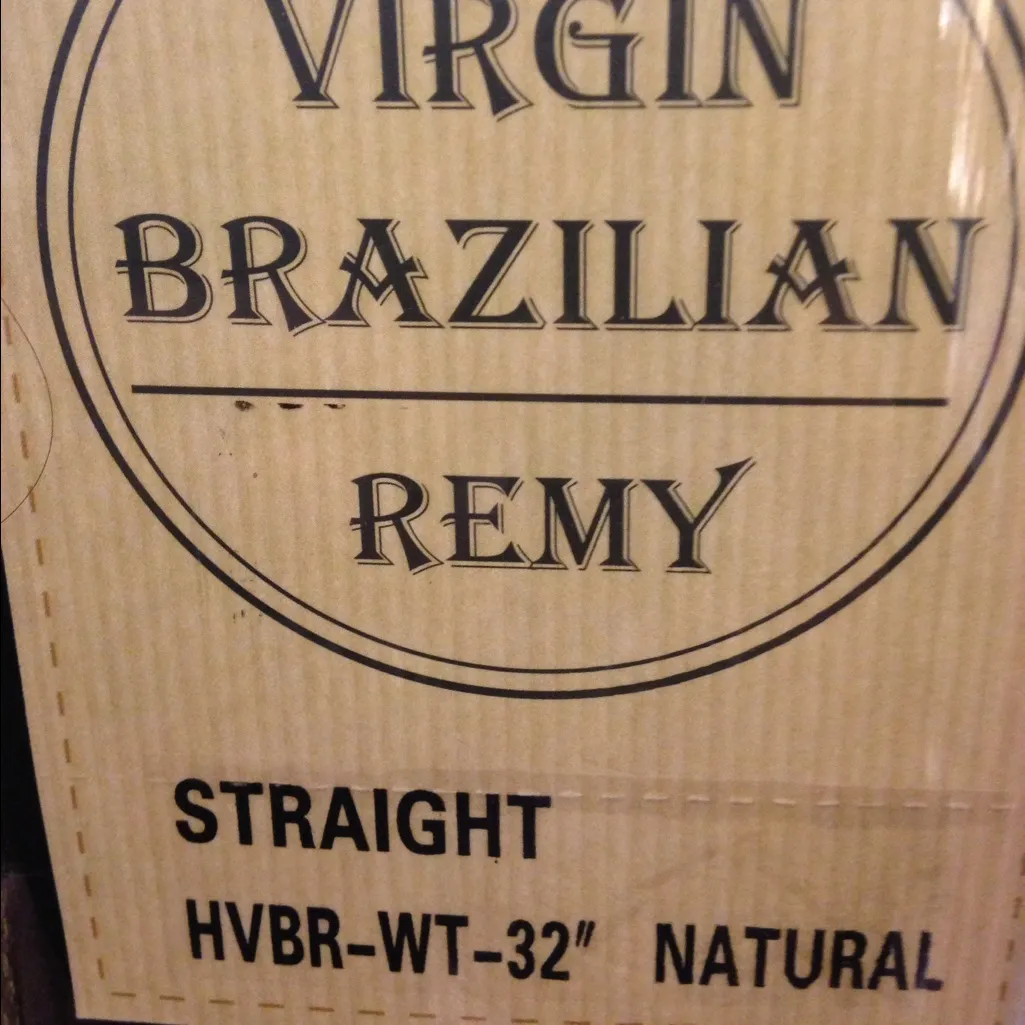 VIRGIN
BRAZILIAN
REMY
STRAIGHT
HVBR-WT-32" NATURAL